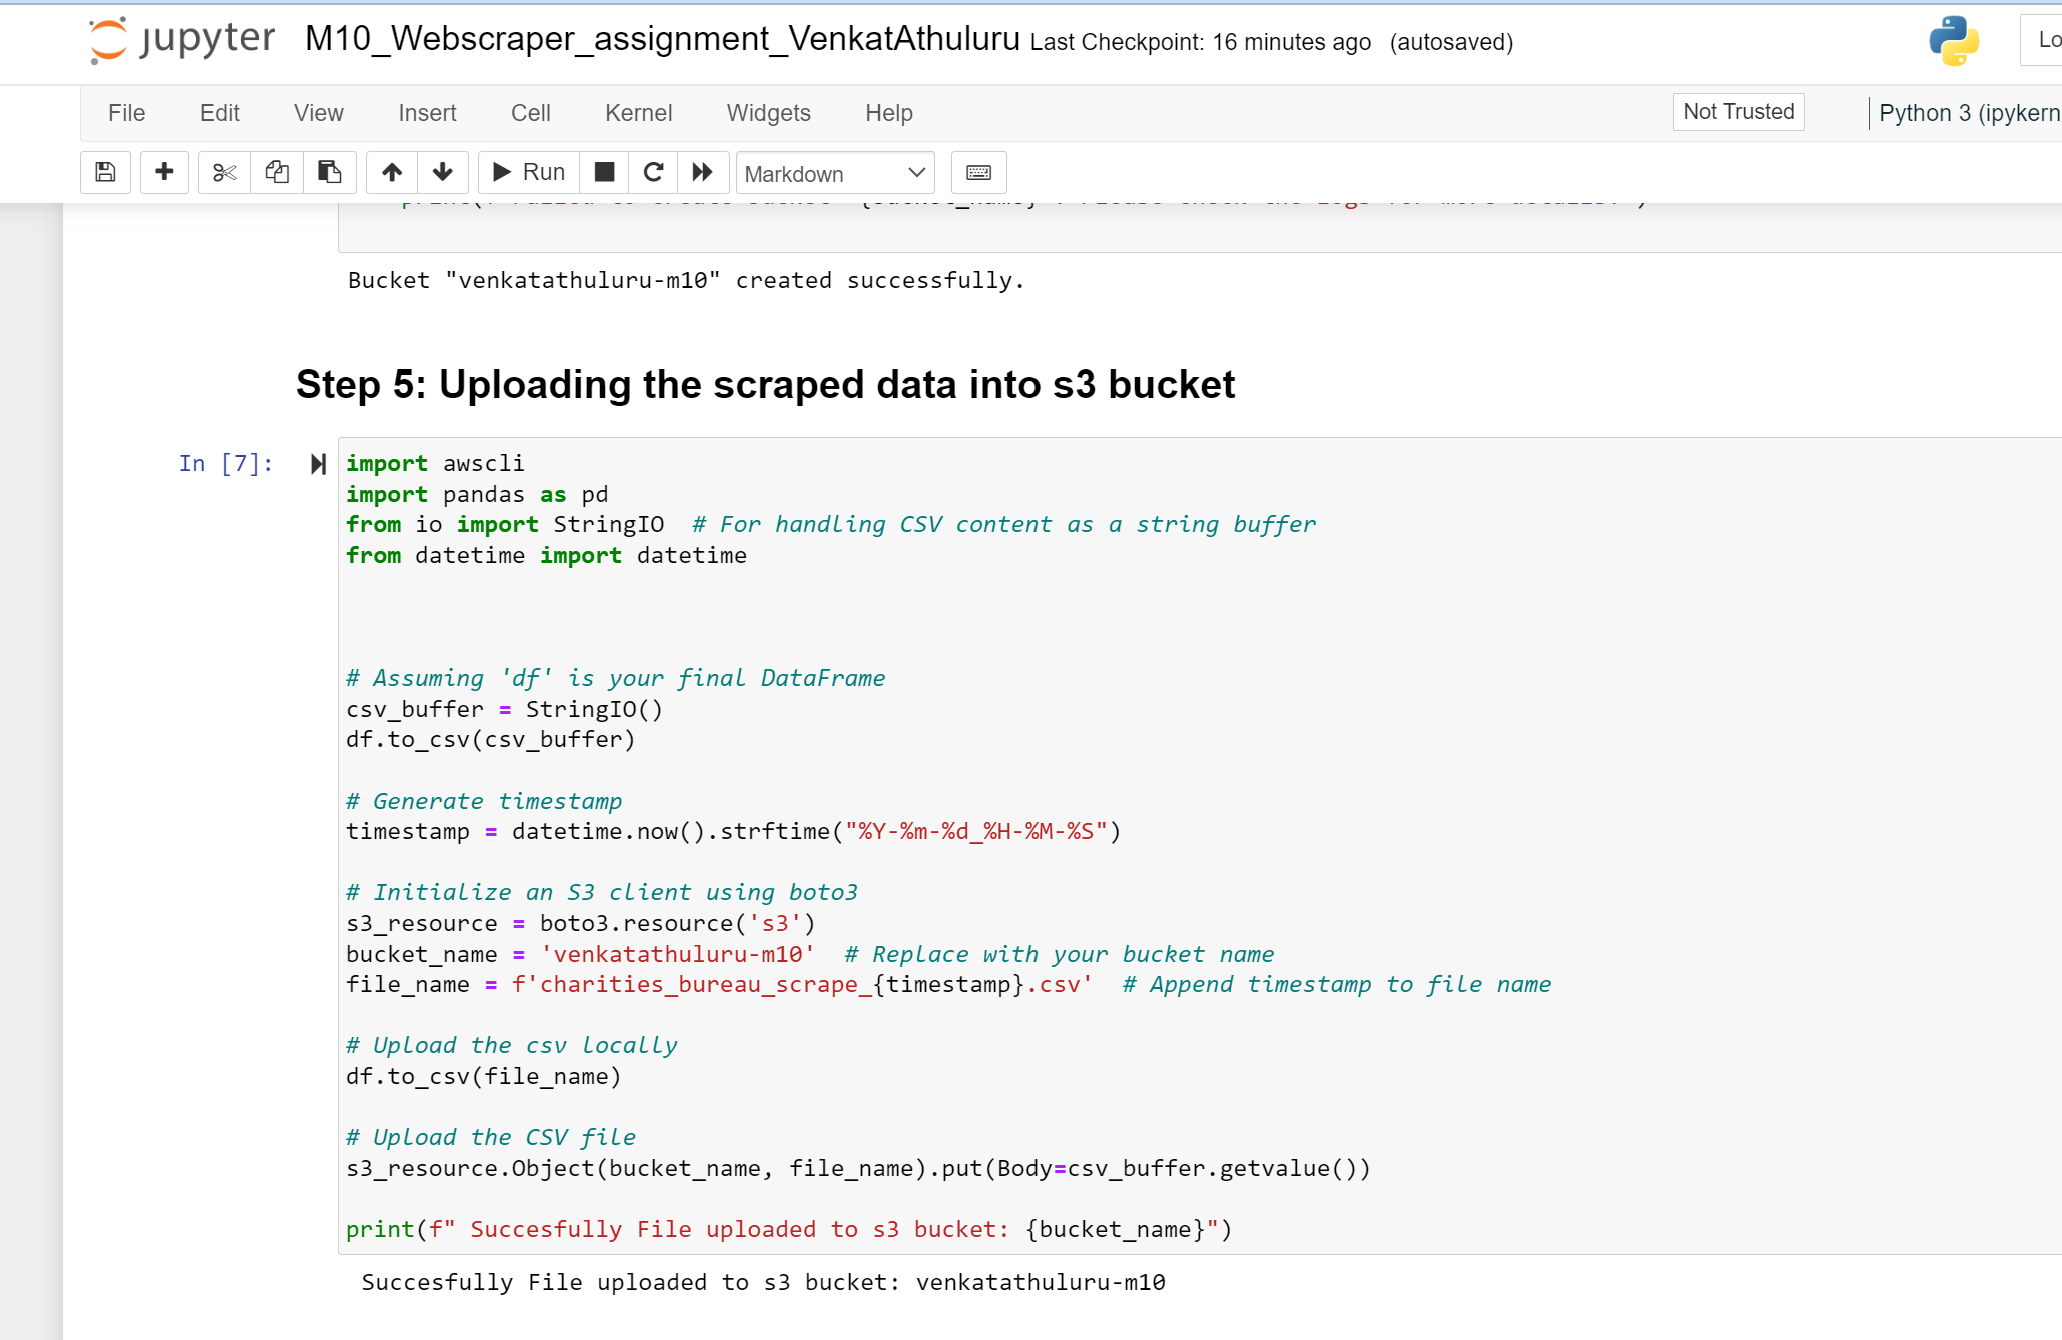 jupyter M10_Webscraper_assignment_VenkatAthuluru Last Checkpoint: 16 minutes ago (autosaved)
Lo
File Edit View Insert Cell Kernel Widgets Help Not Trusted Python 3 (ipykern
Run Markdown
Bucket "venkatathuluru-m10" created successfully.
Step 5: Uploading the scraped data into s3 bucket
In [7]:
import awscli
import pandas as pd
from io import StringIO  # For handling CSV content as a string buffer
from datetime import datetime
# Assuming 'df' is your final DataFrame
csv_buffer = StringIO()
df.to_csv(csv_buffer)
# Generate timestamp
timestamp = datetime.now().strftime("%Y-%m-%d_%H-%M-%S")
# Initialize an S3 client using boto3
s3_resource = boto3.resource('s3')
bucket_name = 'venkatathuluru-m10'  # Replace with your bucket name
file_name = f'charities_bureau_scrape_{timestamp}.csv'  # Append timestamp to file name
# Upload the csv locally
df.to_csv(file_name)
# Upload the CSV file
s3_resource.Object(bucket_name, file_name).put(Body=csv_buffer.getvalue())
print(f" Succesfully File uploaded to s3 bucket: {bucket_name}")
Succesfully File uploaded to s3 bucket: venkatathuluru-m10